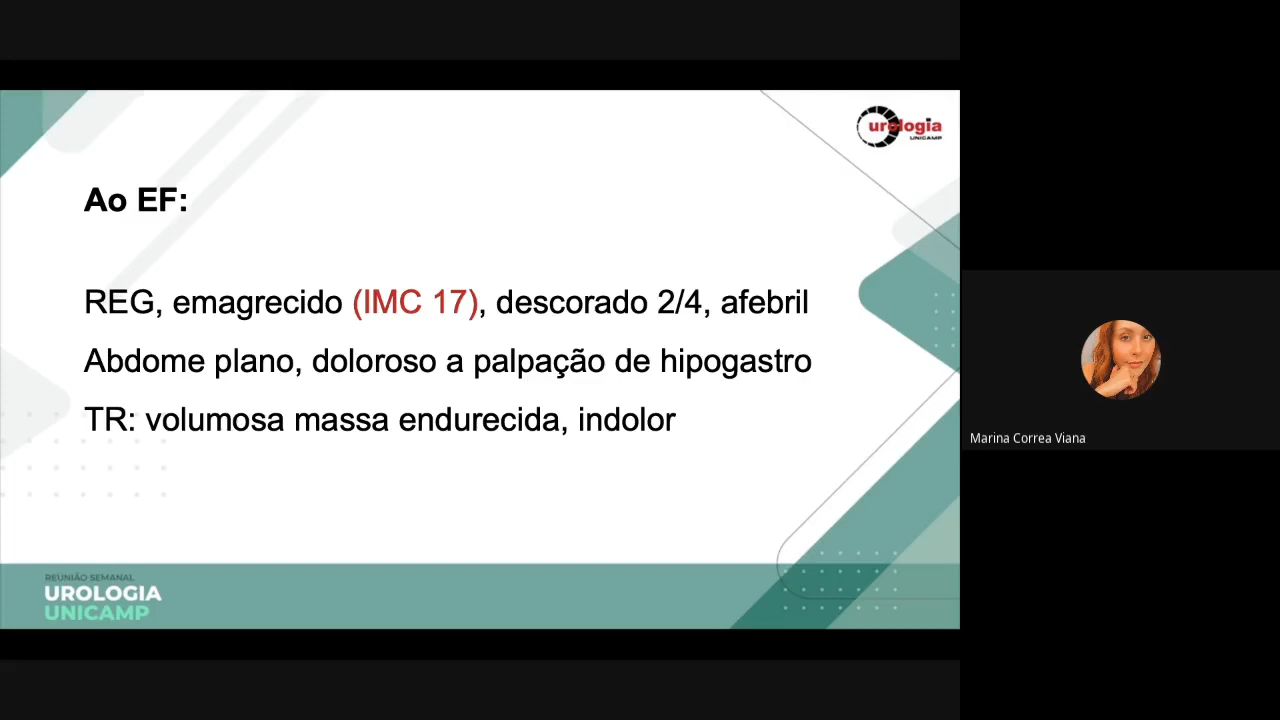 urologia
UNICAMP
Ao EF:
REG, emagrecido (IMC 17), descorado 2/4, afebril
Abdome plano, doloroso a palpação de hipogastro
TR: volumosa massa endurecida, indolor
REUNIÃO SEMANAL
UROLOGIA
UNICAMP
Marina Correa Viana